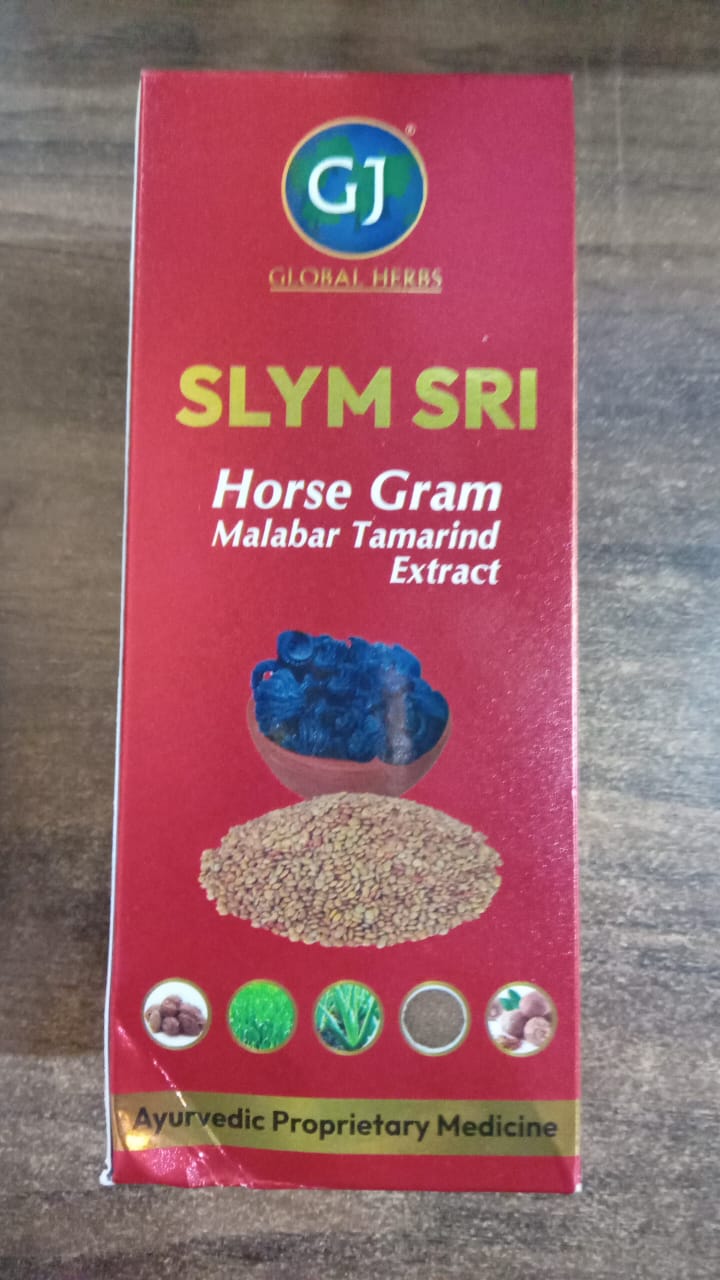 GJ
®
GLOBAL HERBS
SLYM SRI
Horse Gram
Malabar Tamarind
Extract
Ayurvedic Proprietary Medicine